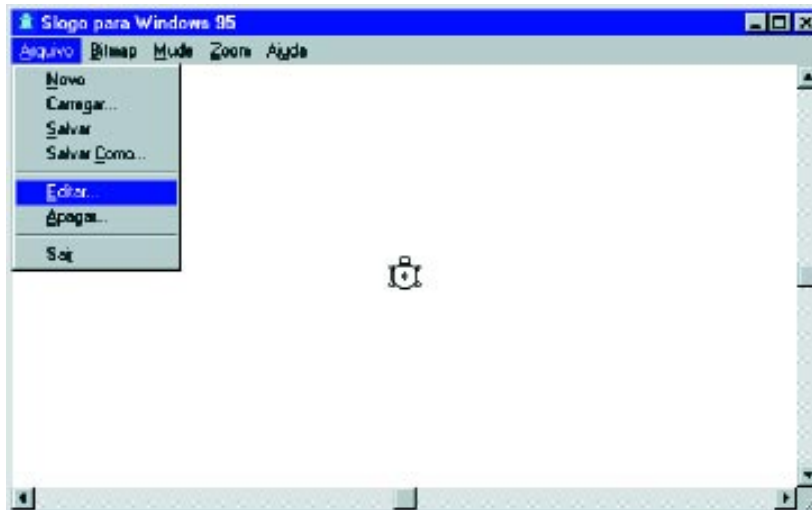 Slogo para Windows 95
Arquivo Bitmap Mude Zoom Ajuda
Novo
Carregar...
Salvar
Salvar Como...
Editar...
Apagar...
Sair